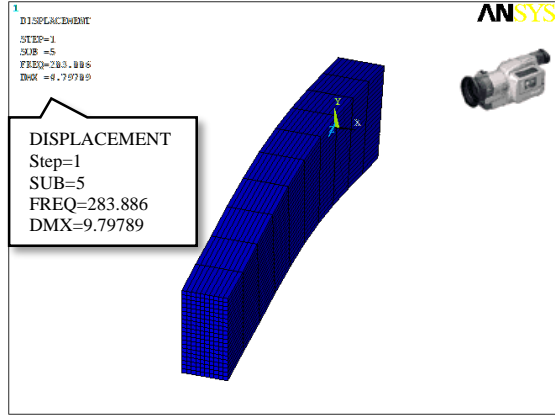 1
DISPLACEMENT
STEP=1
SUB =5
FREQ=283.886
DMX =9.79789
ANSYS
Y
X
Z
DISPLACEMENT
Step=1
SUB=5
FREQ=283.886
DMX=9.79789